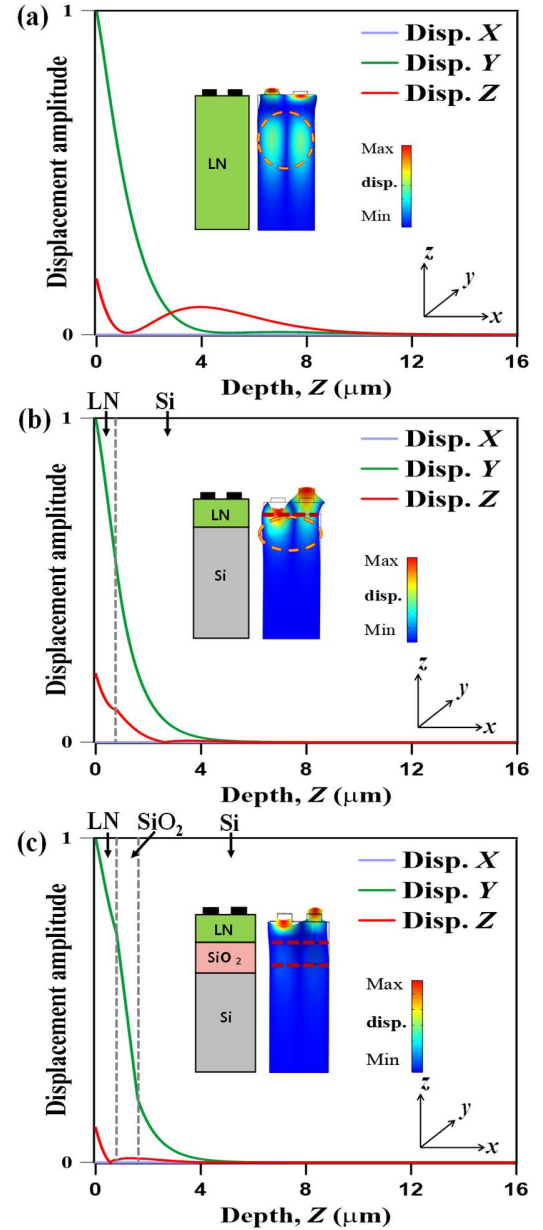 (a)
1
0
Displacement amplitude
Disp. X
Disp. Y
Disp. Z
LN
Max
disp.
Min
z
y
x
0 4 8 12 16
Depth, Z (μm)
LN Si
(b)
1
0
Displacement amplitude
Disp. X
Disp. Y
Disp. Z
LN
Si
Max
disp.
Min
z
y
x
0 4 8 12 16
Depth, Z (μm)
LN SiO₂ Si
(c)
1
0
Displacement amplitude
Disp. X
Disp. Y
Disp. Z
LN
SiO₂
Si
Max
disp.
Min
z
y
x
0 4 8 12 16
Depth, Z (μm)